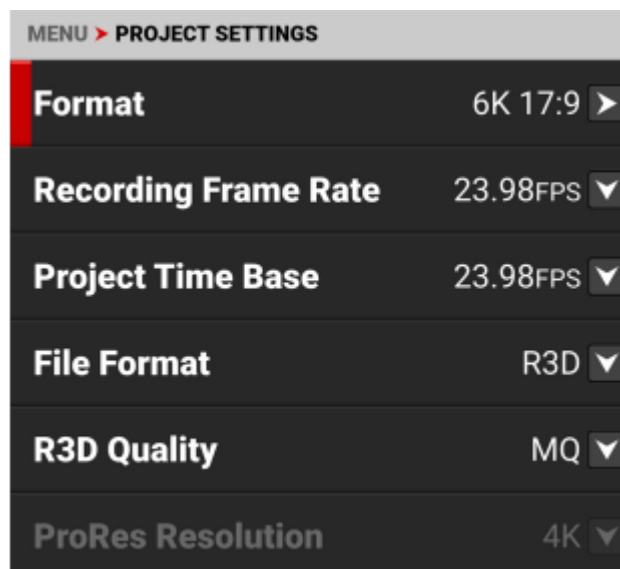 MENU ➤ PROJECT SETTINGS
Format 6K 17:9
Recording Frame Rate 23.98FPS
Project Time Base 23.98FPS
File Format R3D
R3D Quality MQ
ProRes Resolution 4K